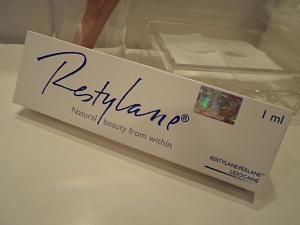 Restylane®
1 ml
Natural beauty from within
RESTYLANE PERLANE™
LIDOCAINE